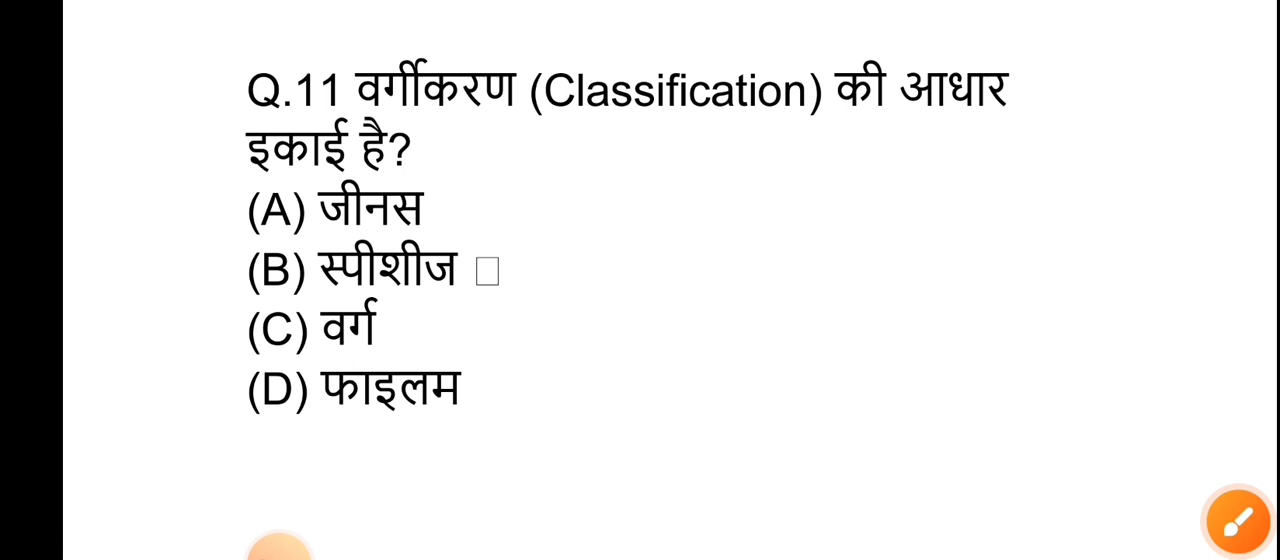 Q.11 वर्गीकरण (Classification) की आधार
इकाई है?
(A) जीनस
(B) स्पीशीज □
(C) वर्ग
(D) फाइलम